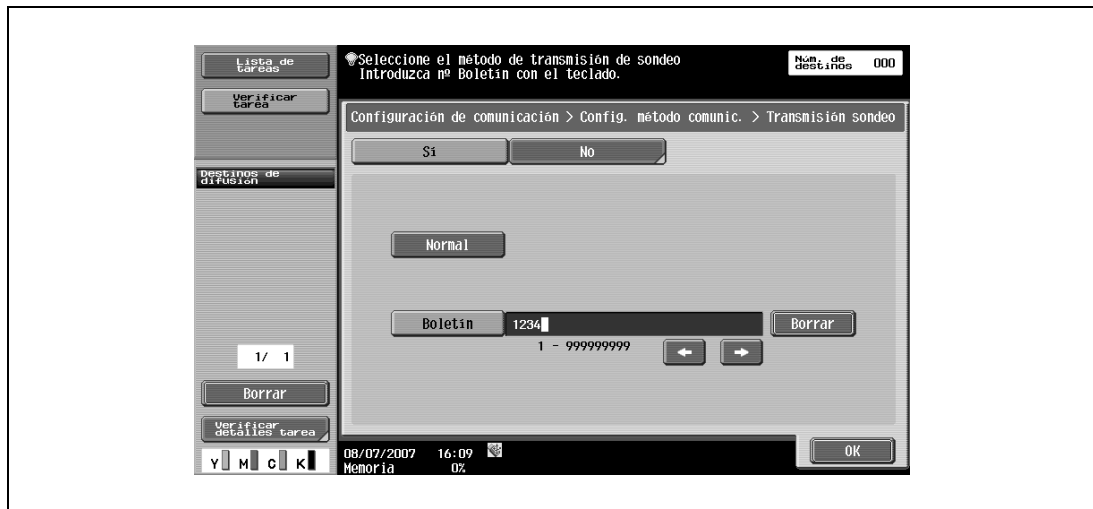 Lista de
tareas
Verificar
tarea
Destinos de
difusión
1/ 1
Borrar
Verificar
detalles tarea
Y M C K
Seleccione el método de transmisión de sondeo
Introduzca nº Boletín con el teclado.
Núm. de
destinos 000
Configuración de comunicación > Config. método comunic. > Transmisión sondeo
Sí No
Normal
Boletín 1234 Borrar
1 - 999999999
08/07/2007 16:09
Memoria 0%
OK